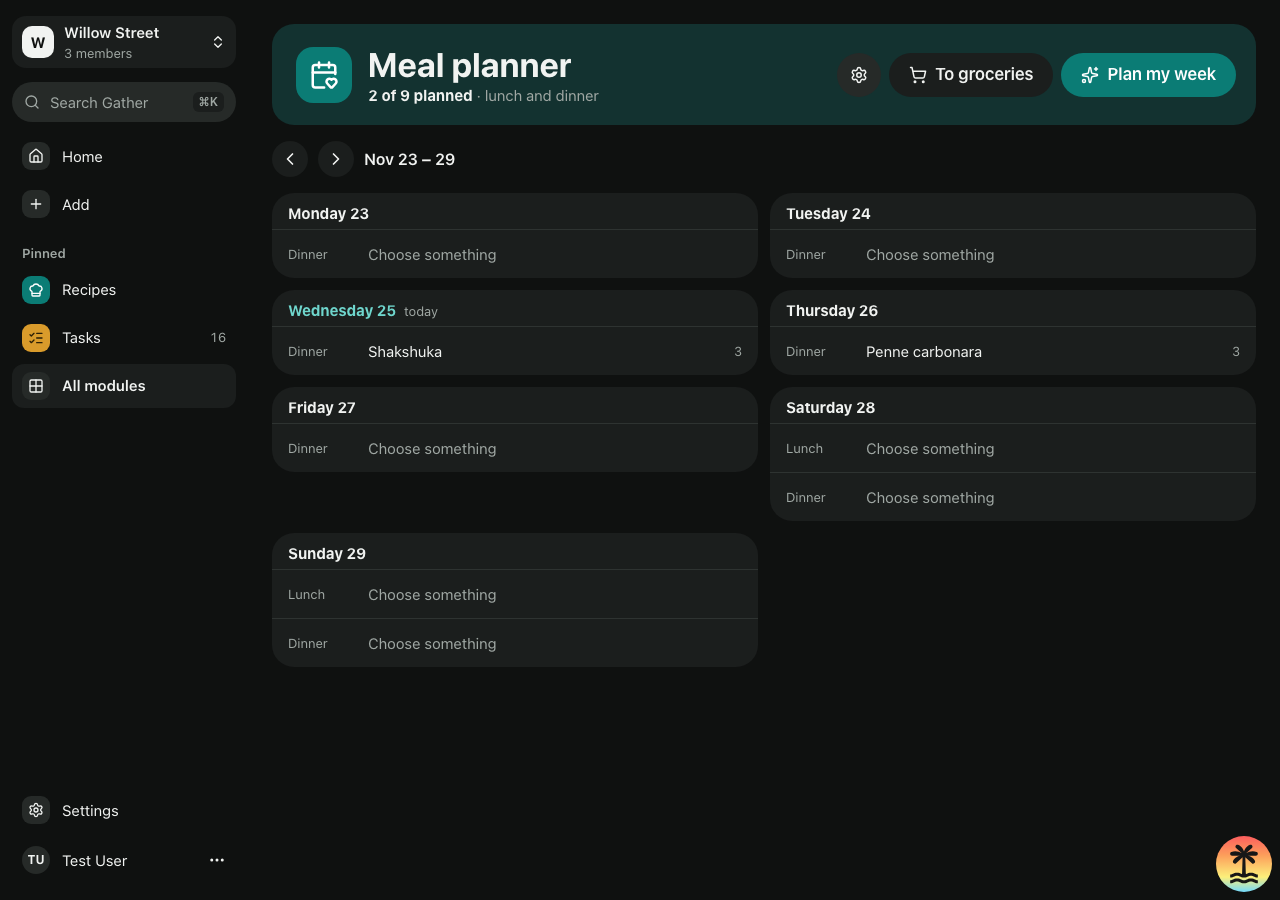 W
Willow Street
3 members
Search Gather ⌘K
Home
Add
Pinned
Recipes
Tasks 16
All modules
Settings
TU Test User
Meal planner
2 of 9 planned · lunch and dinner
To groceries
Plan my week
Nov 23 – 29
Monday 23
Dinner Choose something
Tuesday 24
Dinner Choose something
Wednesday 25 today
Dinner Shakshuka 3
Thursday 26
Dinner Penne carbonara 3
Friday 27
Dinner Choose something
Saturday 28
Lunch Choose something
Dinner Choose something
Sunday 29
Lunch Choose something
Dinner Choose something